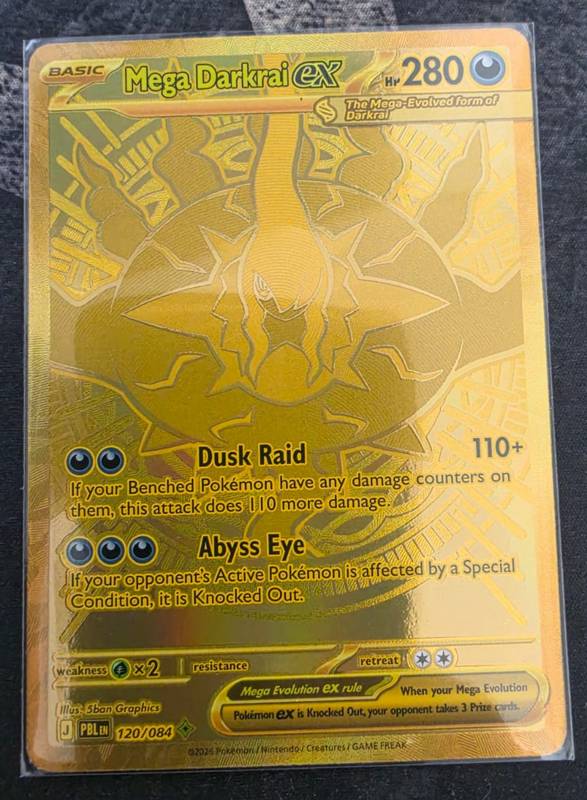 BASIC Mega Darkrai ex HP 280
The Mega-Evolved form of
Darkrai
Dusk Raid 110+
If your Benched Pokémon have any damage counters on
them, this attack does 110 more damage.
Abyss Eye
If your opponent's Active Pokémon is affected by a Special
Condition, it is Knocked Out.
weakness ×2 resistance retreat
Mega Evolution ex rule When your Mega Evolution
Pokémon ex is Knocked Out, your opponent takes 3 Prize cards.
Illus. 5ban Graphics
J PBL EN 120/084
©2026 Pokémon / Nintendo / Creatures / GAME FREAK